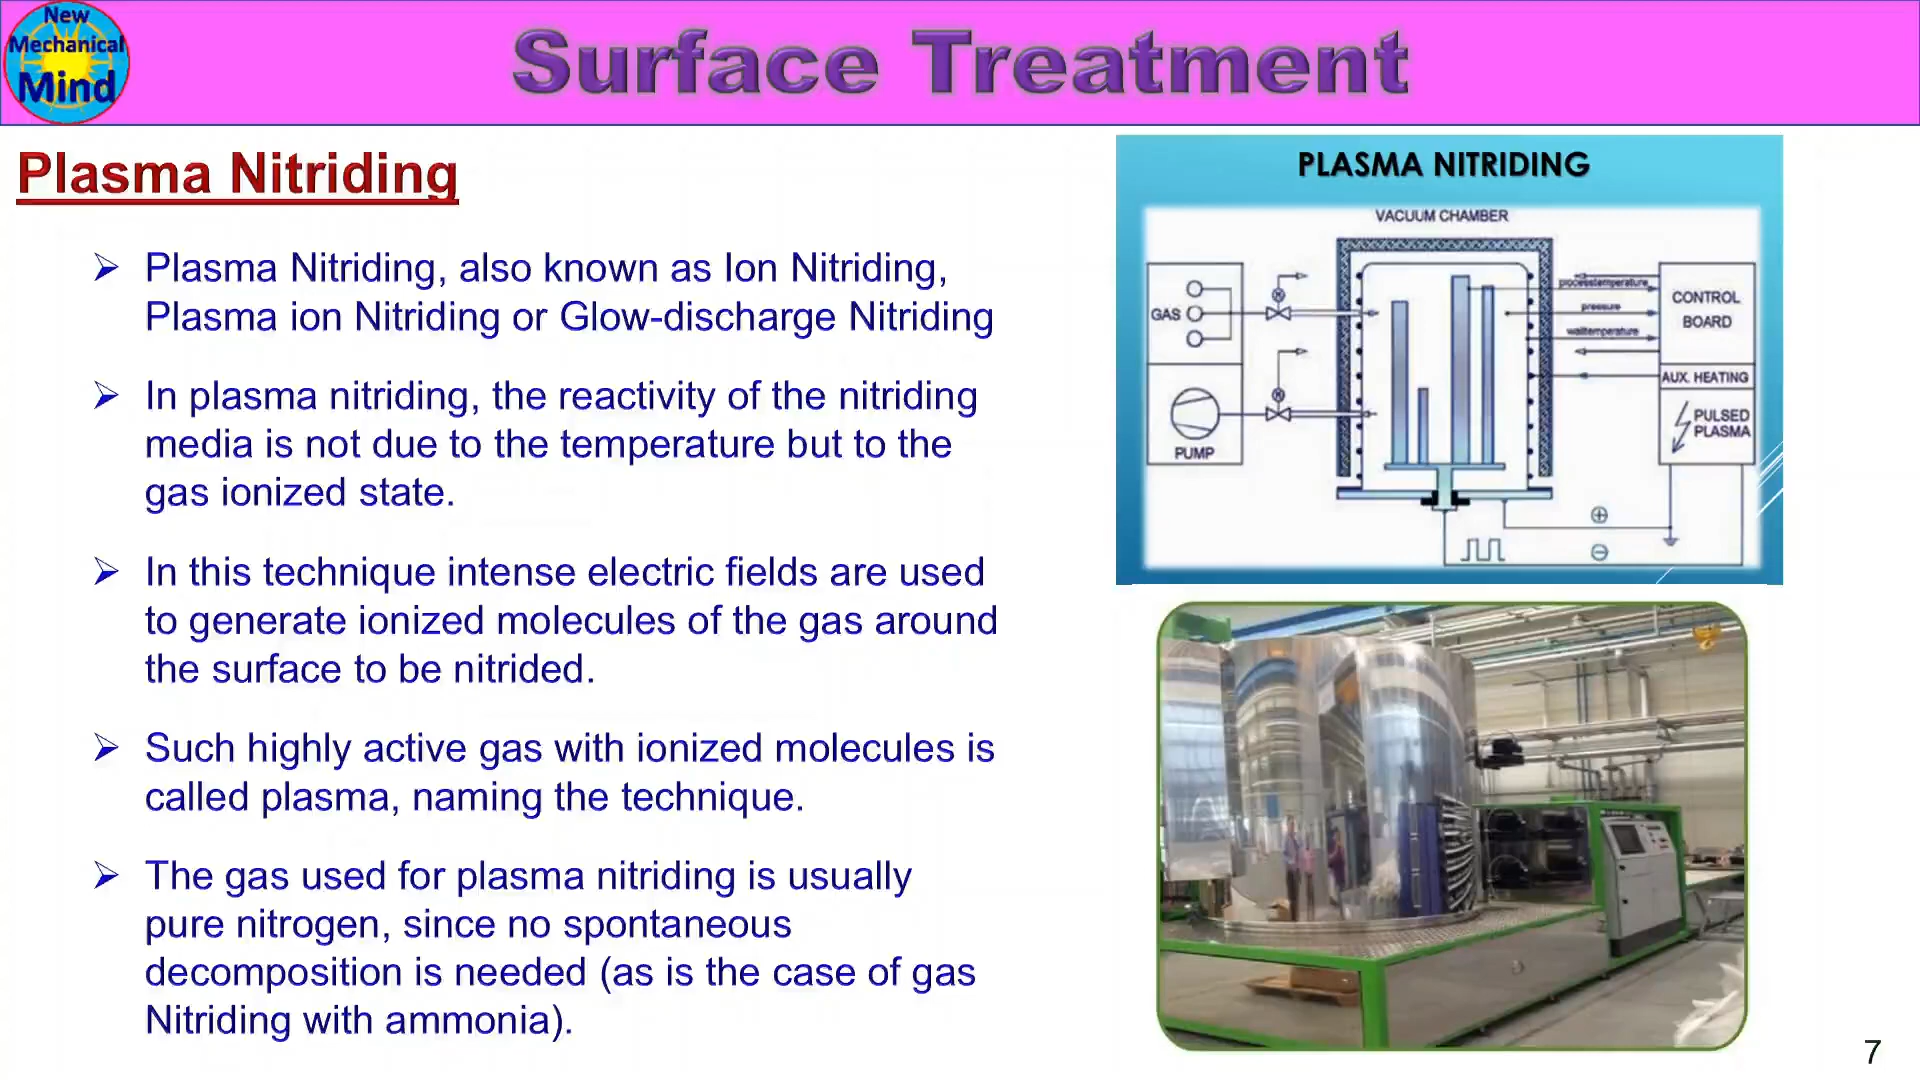 New
Mechanical
Mind
Surface Treatment
Plasma Nitriding
➢ Plasma Nitriding, also known as Ion Nitriding,
Plasma ion Nitriding or Glow-discharge Nitriding
➢ In plasma nitriding, the reactivity of the nitriding
media is not due to the temperature but to the
gas ionized state.
➢ In this technique intense electric fields are used
to generate ionized molecules of the gas around
the surface to be nitrided.
➢ Such highly active gas with ionized molecules is
called plasma, naming the technique.
➢ The gas used for plasma nitriding is usually
pure nitrogen, since no spontaneous
decomposition is needed (as is the case of gas
Nitriding with ammonia).
PLASMA NITRIDING
VACUUM CHAMBER
GAS
PUMP
processtemperature
pressure
walltemperature
CONTROL
BOARD
AUX. HEATING
PULSED
PLASMA
+
−
7